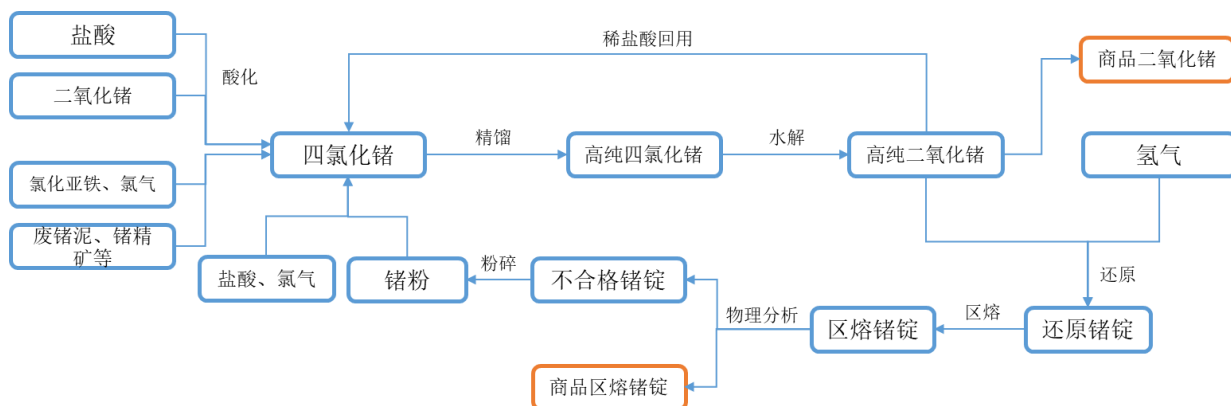 盐酸
稀盐酸回用
商品二氧化锗
酸化
二氧化锗
四氯化锗
精馏
高纯四氯化锗
水解
高纯二氧化锗
氢气
氯化亚铁、氯气
废锗泥、锗精
矿等
盐酸、氯气
锗粉
粉碎
不合格锗锭
还原
物理分析
区熔锗锭
区熔
还原锗锭
商品区熔锗锭